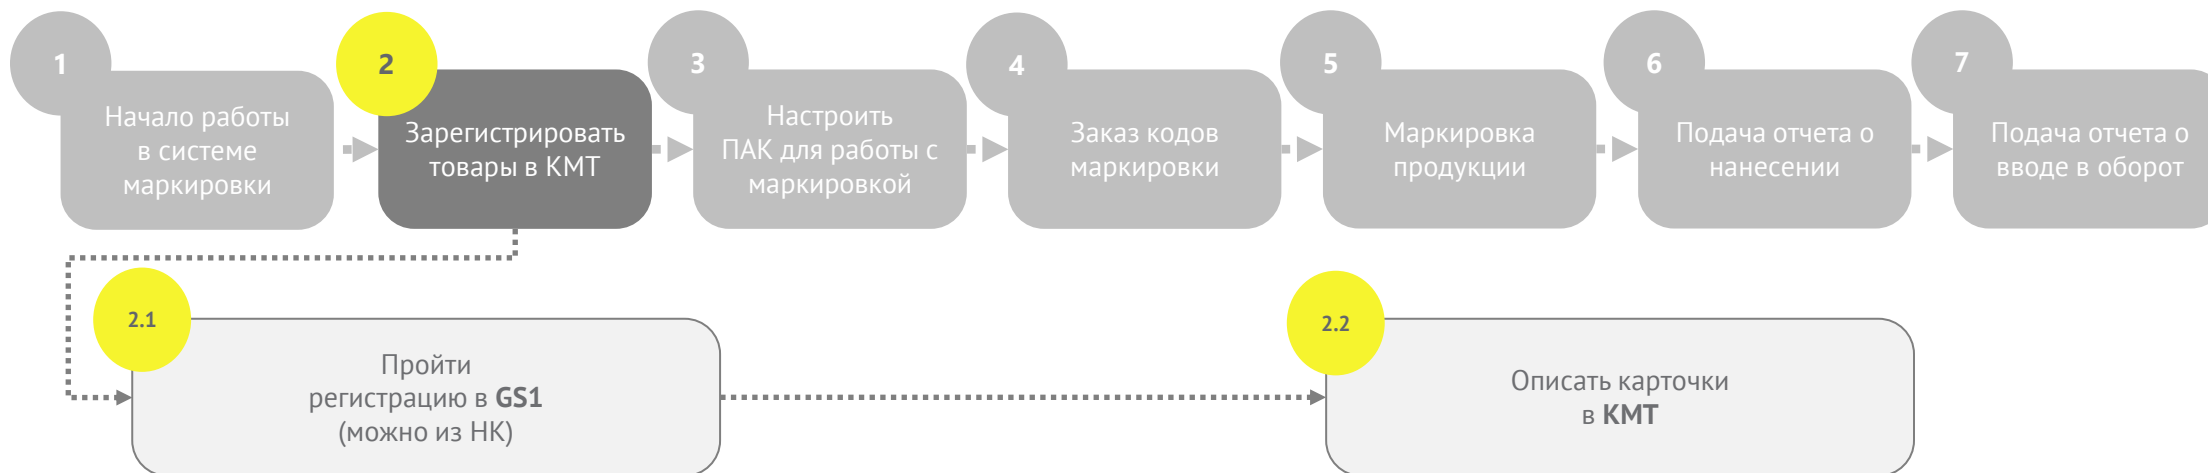 1
Начало работы
в системе
маркировки
2
Зарегистрировать
товары в КМТ
3
Настроить
ПАК для работы с
маркировкой
4
Заказ кодов
маркировки
5
Маркировка
продукции
6
Подача отчета о
нанесении
7
Подача отчета о
вводе в оборот
2.1
Пройти
регистрацию в GS1
(можно из НК)
2.2
Описать карточки
в КМТ